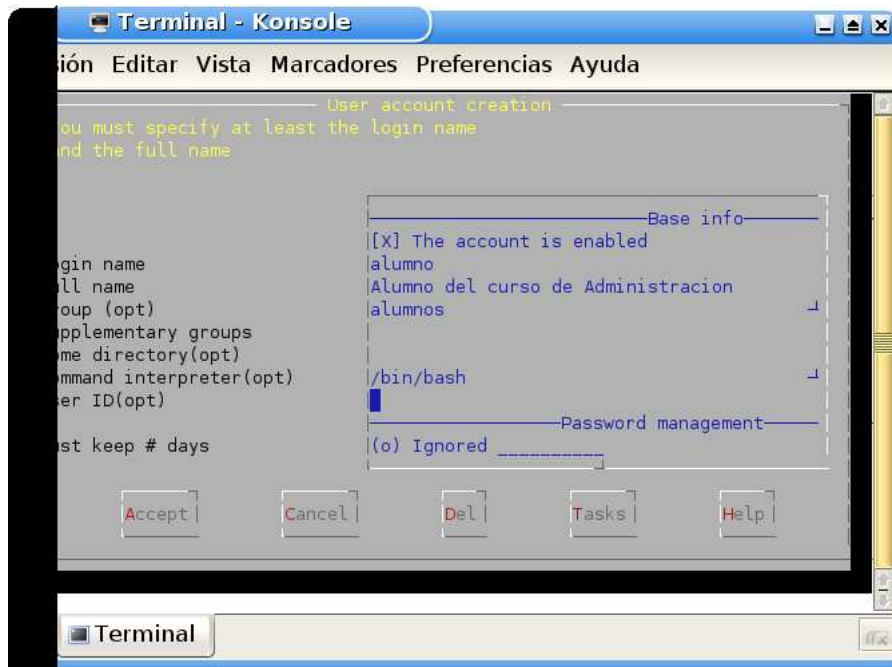 Terminal - Konsole
ión Editar Vista Marcadores Preferencias Ayuda
User account creation
ou must specify at least the login name
nd the full name
Base info
[X] The account is enabled
gin name alumno
ll name Alumno del curso de Administracion
roup (opt) alumnos
pplementary groups
me directory(opt)
mmand interpreter(opt) /bin/bash
er ID(opt)
Password management
st keep # days (o) Ignored __________
Accept Cancel Del Tasks Help
Terminal